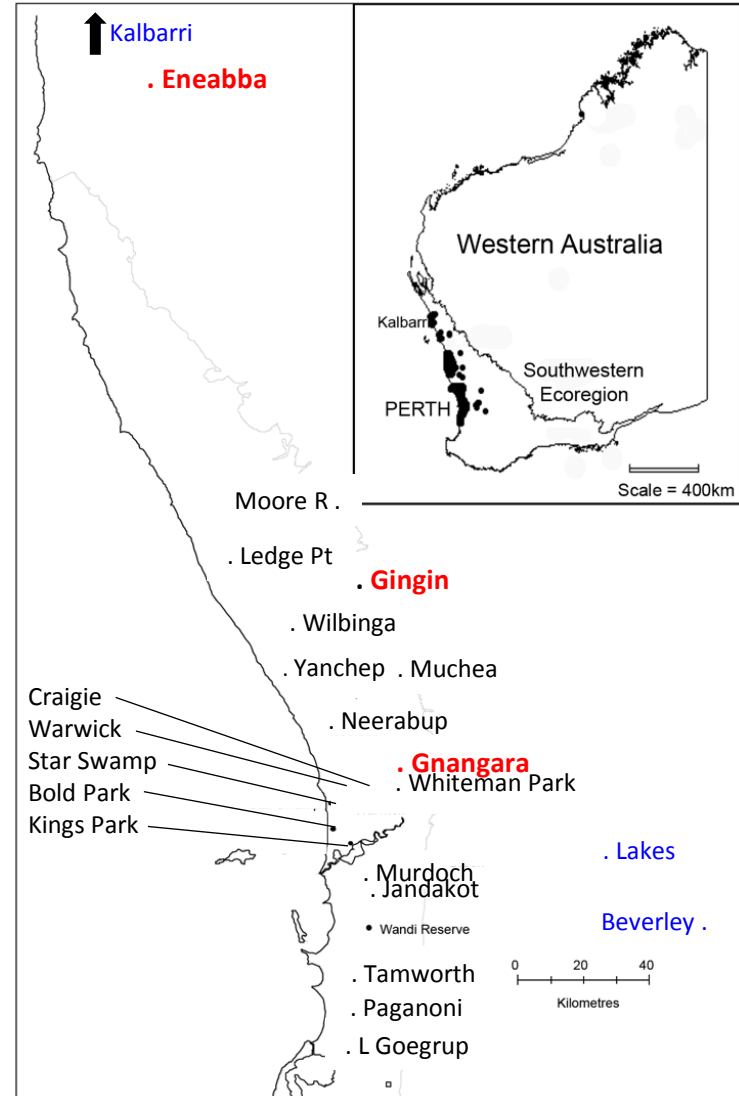 Kalbarri
. Eneabba
Western Australia
Kalbarri
Southwestern
Ecoregion
PERTH
Scale = 400km
Moore R .
. Ledge Pt
. Gingin
. Wilbinga
. Yanchep
. Muchea
Craigie
. Neerabup
Warwick
Star Swamp
. Gnangara
. Whiteman Park
Bold Park
Kings Park
. Lakes
. Murdoch
. Jandakot
Beverley .
Wandi Reserve
0 20 40
Kilometres
. Tamworth
. Paganoni
. L Goegrup